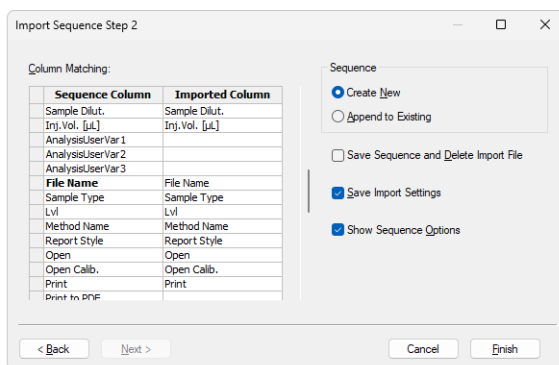 Import Sequence Step 2
Column Matching:
Sequence Column Imported Column
Sample Dilut. Sample Dilut.
Inj.Vol. [µL] Inj.Vol. [µL]
AnalysisUserVar1
AnalysisUserVar2
AnalysisUserVar3
File Name File Name
Sample Type Sample Type
Lvl Lvl
Method Name Method Name
Report Style Report Style
Open Open
Open Calib. Open Calib.
Print Print
Print to PDF
Sequence
Create New
Append to Existing
Save Sequence and Delete Import File
Save Import Settings
Show Sequence Options
< Back Next > Cancel Finish